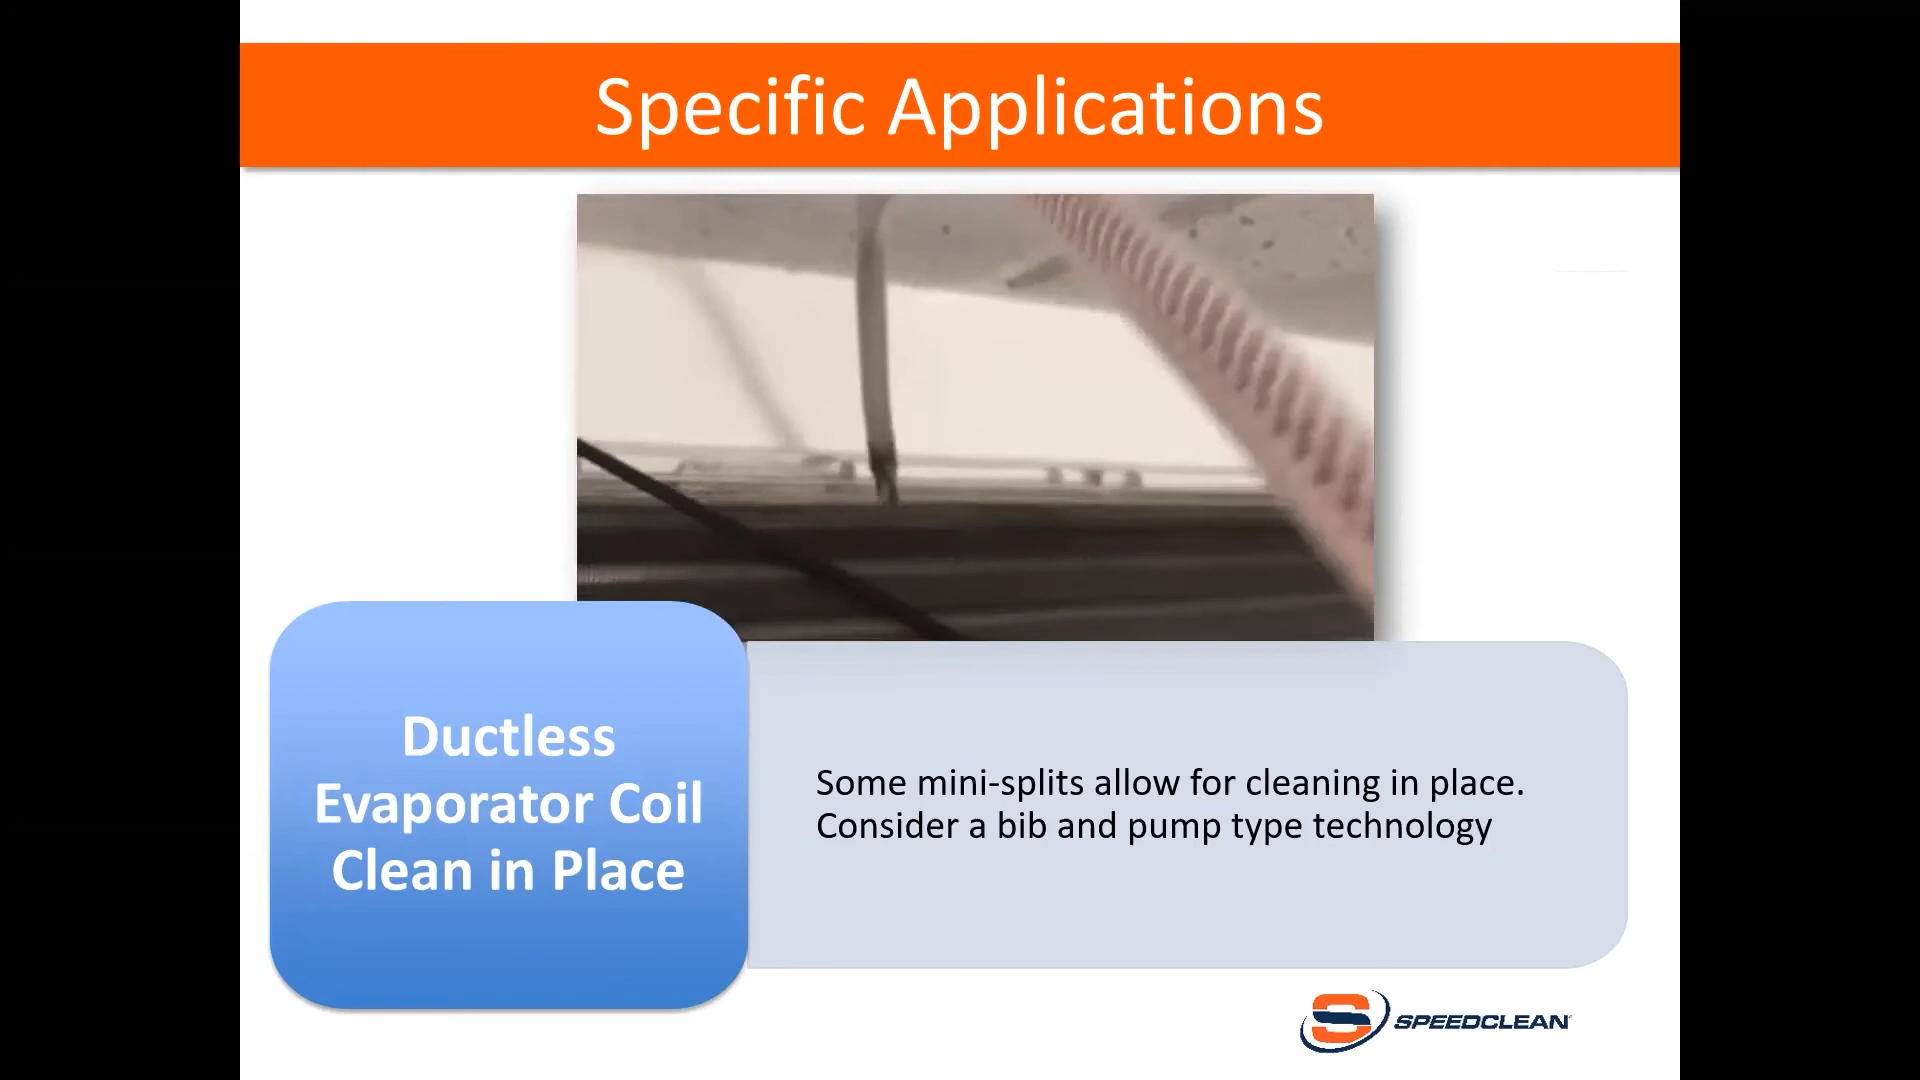 Specific Applications
Ductless
Evaporator Coil
Clean in Place
Some mini-splits allow for cleaning in place.
Consider a bib and pump type technology
SPEEDCLEAN